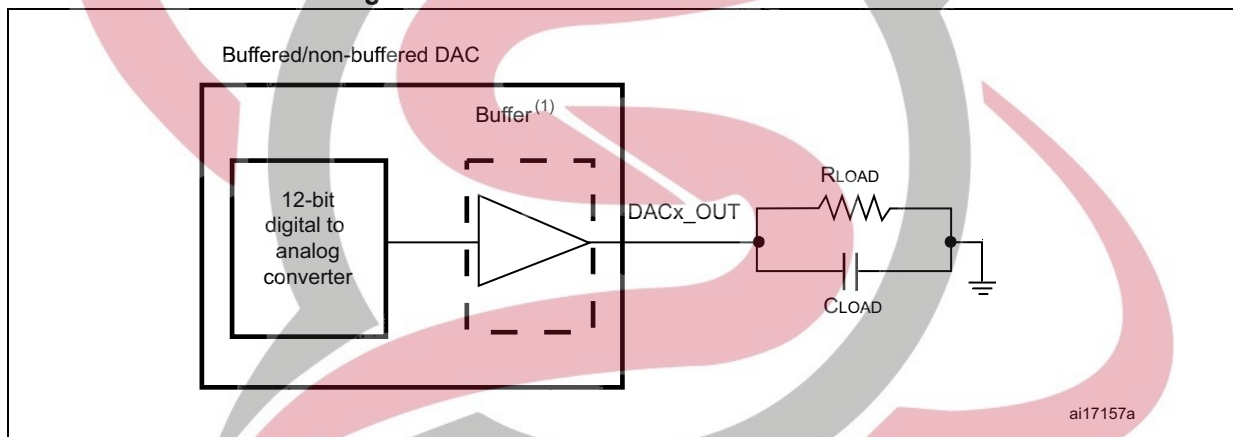 Buffered/non-buffered DAC
Buffer(1)
12-bit
digital to
analog
converter
DACx_OUT
RLOAD
CLOAD
ai17157a